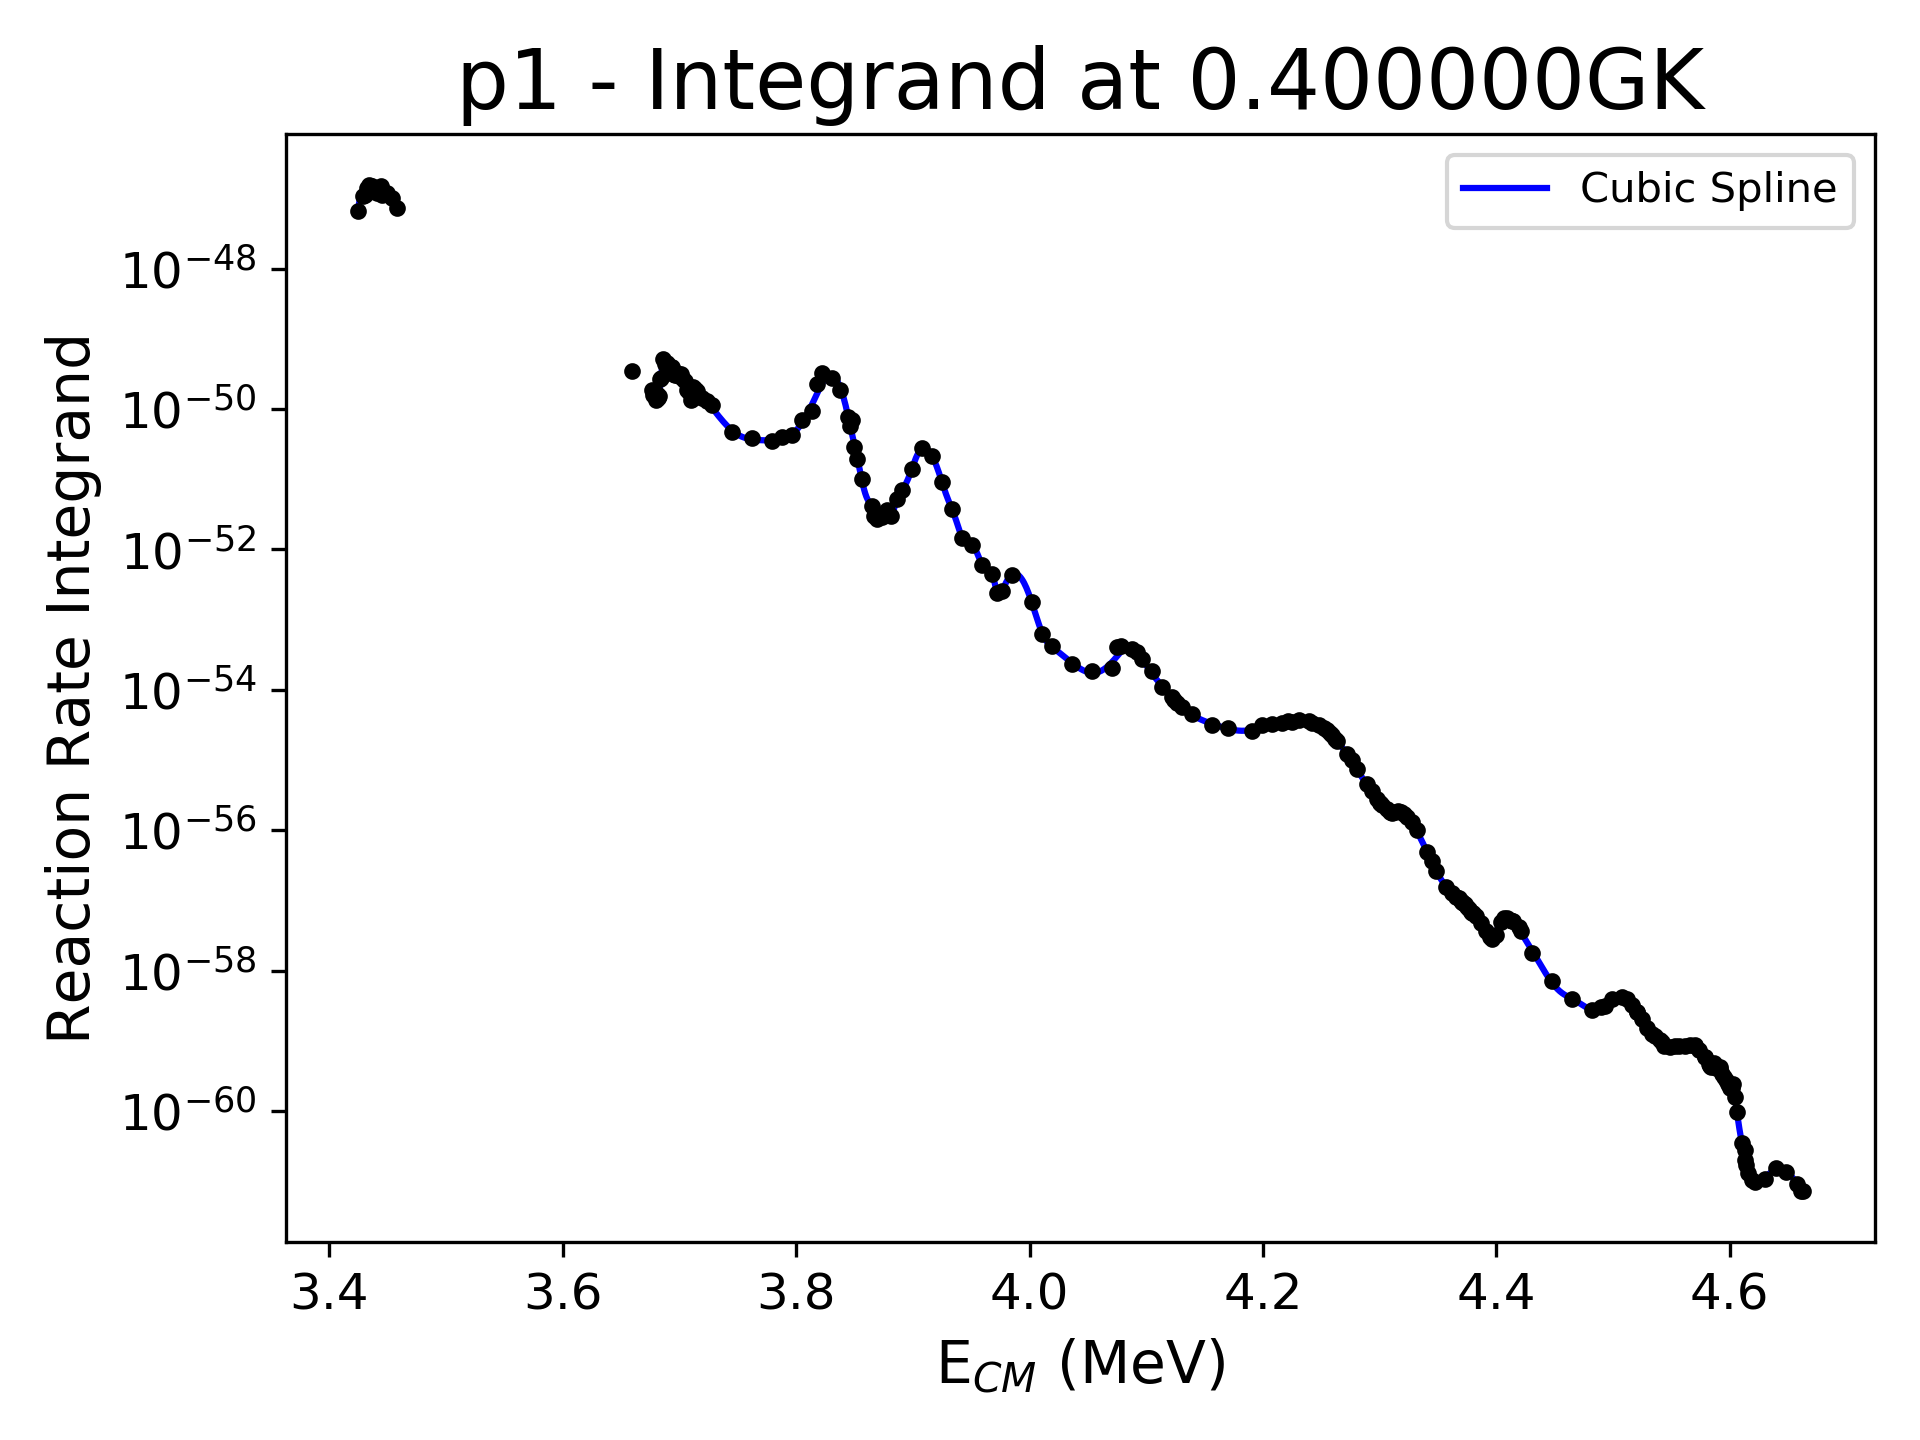 p1 - Integrand at 0.400000GK
Cubic Spline
Reaction Rate Integrand
10⁻⁴⁸
10⁻⁵⁰
10⁻⁵²
10⁻⁵⁴
10⁻⁵⁶
10⁻⁵⁸
10⁻⁶⁰
3.4 3.6 3.8 4.0 4.2 4.4 4.6
E_CM (MeV)